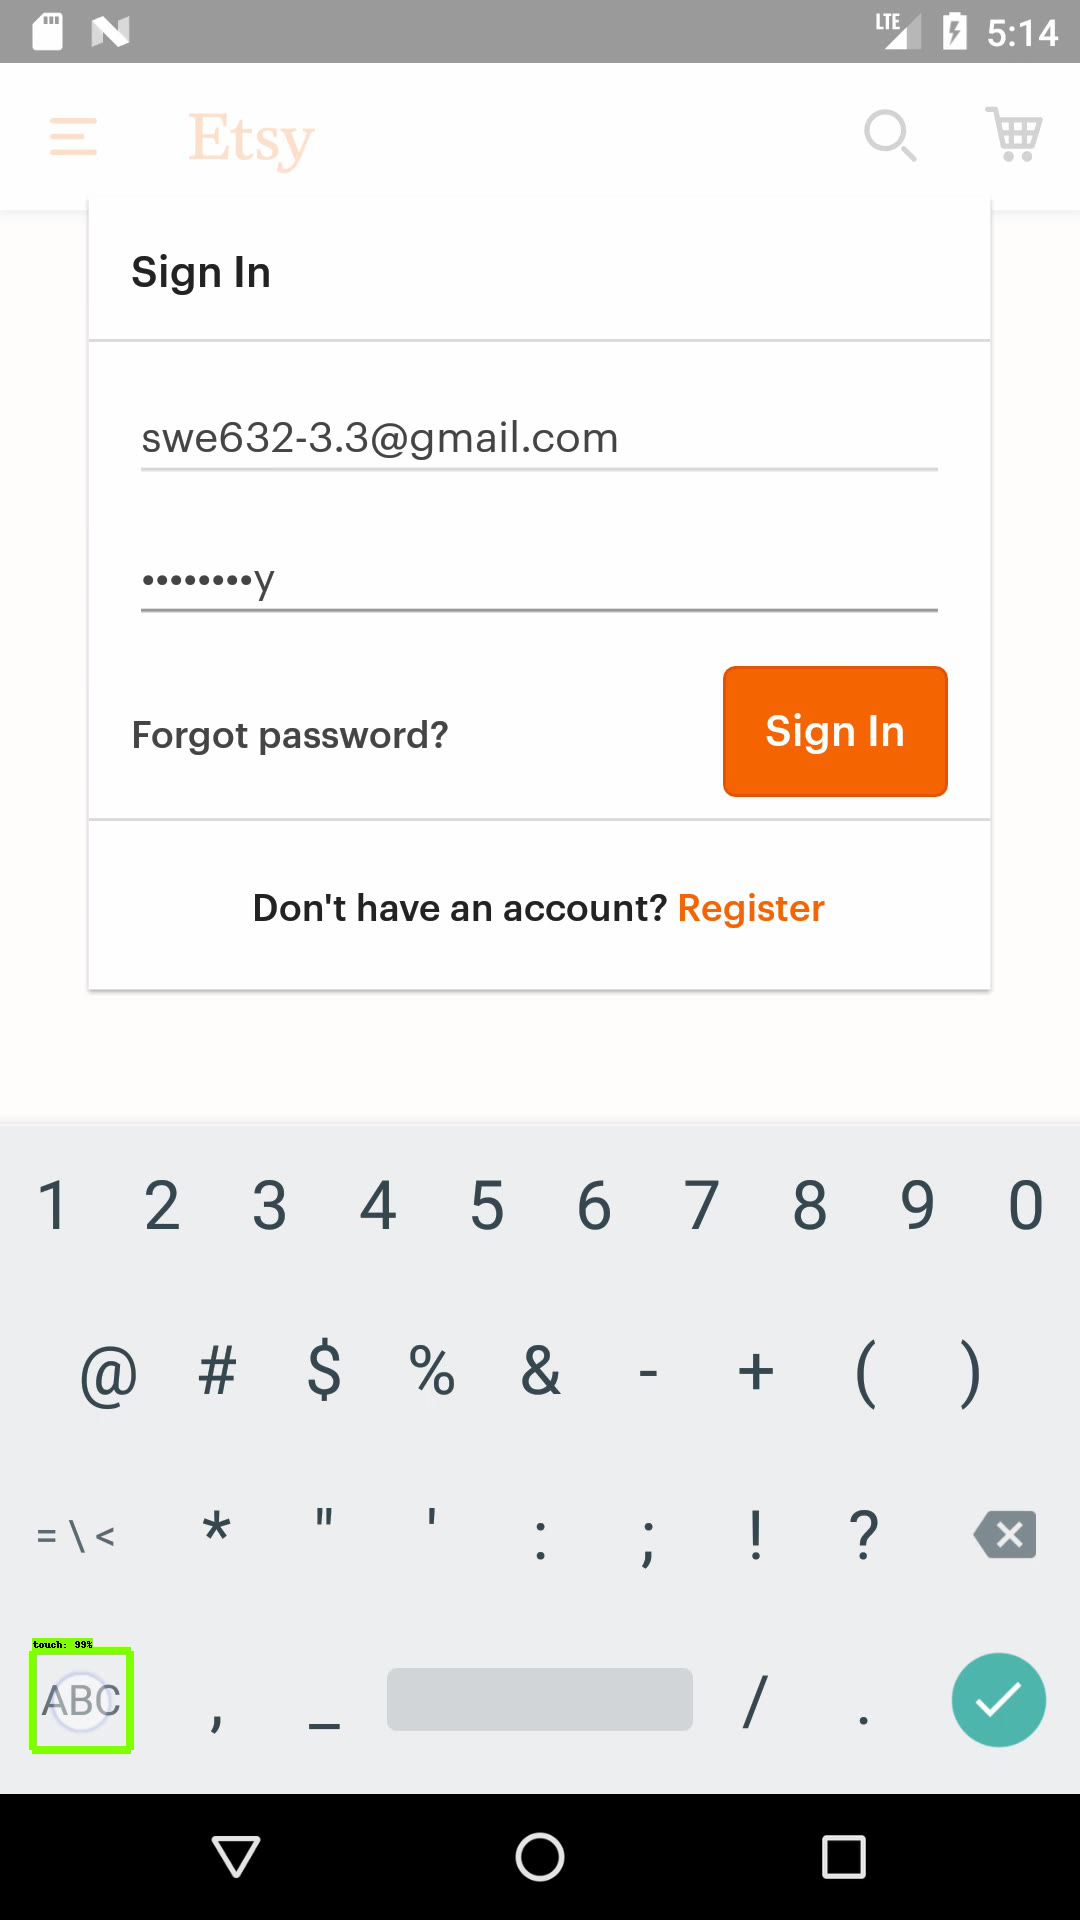 LTE 5:14
Etsy
Sign In
swe632-3.3@gmail.com
••••••••y
Forgot password?
Sign In
Don't have an account? Register
1 2 3 4 5 6 7 8 9 0
@ # $ % & - + ( )
= \ < * " ' : ; ! ?
touch: 99%
ABC , _ / .